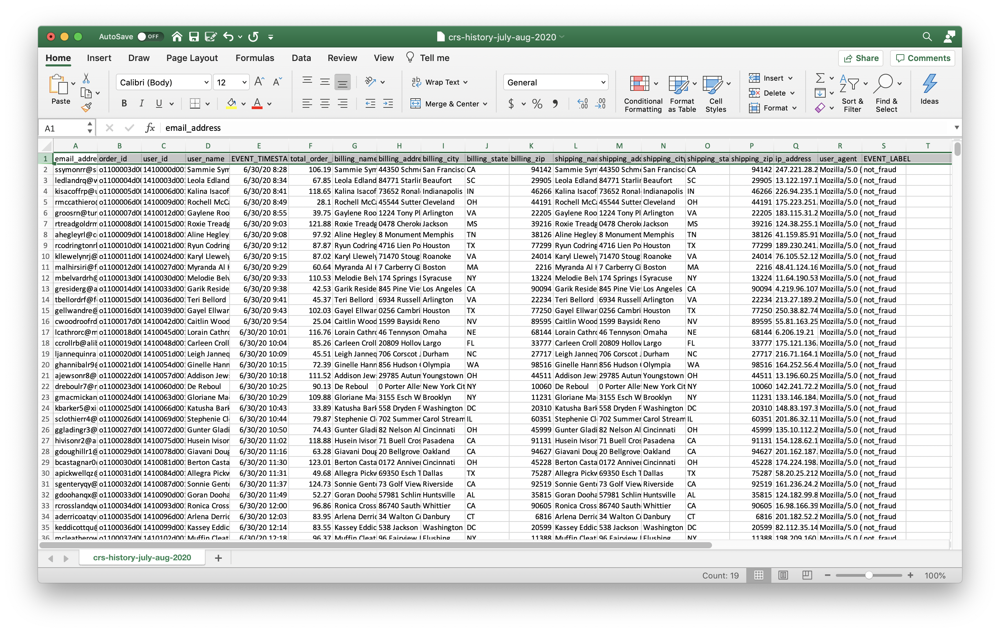 AutoSave OFF crs-history-july-aug-2020
Home Insert Draw Page Layout Formulas Data Review View Tell me Share Comments
Paste Calibri (Body) 12 B I U A Wrap Text Merge & Center General $ % Conditional Formatting Format as Table Cell Styles Insert Delete Format Sort & Filter Find & Select Ideas
A1 fx email_address
A B C D E F G H I J K L M N O P Q R S T
1 email_addre order_id user_id user_name EVENT_TIMESTA total_order_ billing_name billing_addre billing_city billing_state billing_zip shipping_nar shipping_add shipping_city shipping_sta shipping_zip ip_address user_agent EVENT_LABEL
2 ssymonrr@s o1100003d0 1410000d00 Sammie Sym 6/30/20 8:28 106.19 Sammie Sym 44350 Schme San Francisc CA 94142 Sammie Sym 44350 Schme San Francisc CA 94142 247.221.28.2 Mozilla/5.0 ( not_fraud
3 ledlandrq@w o1100004d0 1410003d00 Leola Edland 6/30/20 8:34 67.85 Leola Edland 84771 Starlin Beaufort SC 29905 Leola Edland 84771 Starlin Beaufort SC 29905 13.122.197.1 Mozilla/5.0 ( not_fraud
4 kisacoffrp@u o1100005d0 1410006d00 Kalina Isacof 6/30/20 8:41 118.65 Kalina Isacof 73652 Ronal Indianapolis IN 46266 Kalina Isacof 73652 Ronal Indianapolis IN 46266 226.94.235.1 Mozilla/5.0 ( not_fraud
5 rmccathiero o1100006d0 1410009d00 Rochell McCa 6/30/20 8:49 28.1 Rochell McCa 45544 Sutter Cleveland OH 44191 Rochell McCa 45544 Sutter Cleveland OH 44191 175.223.251. Mozilla/5.0 ( not_fraud
6 groosrn@tur o1100007d0 1410012d00 Gaylene Roo 6/30/20 8:55 39.75 Gaylene Roo 1224 Tony Pl Arlington VA 22205 Gaylene Roo 1224 Tony Pl Arlington VA 22205 183.115.31.2 Mozilla/5.0 ( not_fraud
7 rtreadgoldrm o1100008d0 1410015d00 Roxie Treadg 6/30/20 9:03 121.88 Roxie Treadg 0478 Cheroke Jackson MS 39216 Roxie Treadg 0478 Cheroke Jackson MS 39216 124.38.255.1 Mozilla/5.0 ( not_fraud
8 ahegleyrl@c o1100009d0 1410018d00 Aline Hegley 6/30/20 9:08 97.92 Aline Hegley 8 Monument Memphis TN 38126 Aline Hegley 8 Monument Memphis TN 38126 41.159.85.91 Mozilla/5.0 ( not_fraud
9 rcodringtonrl o1100010d0 1410021d00 Ryun Codring 6/30/20 9:12 87.87 Ryun Codring 4716 Lien Po Houston TX 77299 Ryun Codring 4716 Lien Po Houston TX 77299 189.230.241. Mozilla/5.0 ( not_fraud
10 kllewelynrj@ o1100011d0 1410024d00 Karyl Llewely 6/30/20 9:15 87.02 Karyl Llewely 71470 Stoug Roanoke VA 24014 Karyl Llewely 71470 Stoug Roanoke VA 24014 76.105.52.12 Mozilla/5.0 ( not_fraud
11 malhirsiri@f o1100012d0 1410027d00 Myranda Al H 6/30/20 9:29 60.64 Myranda Al H 7 Carberry Ci Boston MA 2216 Myranda Al H 7 Carberry Ci Boston MA 2216 48.41.124.16 Mozilla/5.0 ( not_fraud
12 mbelvardrh@ o1100013d0 1410030d00 Melodie Belv 6/30/20 9:33 110.53 Melodie Belv 174 Springs Syracuse NY 13224 Melodie Belv 174 Springs Syracuse NY 13224 11.64.190.53 Mozilla/5.0 ( not_fraud
13 gresiderg@a o1100014d0 1410033d00 Garik Reside 6/30/20 9:38 42.53 Garik Reside 845 Pine Vie Los Angeles CA 90094 Garik Reside 845 Pine Vie Los Angeles CA 90094 4.219.96.107 Mozilla/5.0 ( not_fraud
14 tbellordrf@f o1100015d0 1410036d00 Teri Bellord 6/30/20 9:41 45.37 Teri Bellord 6934 Russell Arlington VA 22234 Teri Bellord 6934 Russell Arlington VA 22234 213.27.189.2 Mozilla/5.0 ( not_fraud
15 gellwandre@ o1100016d0 1410039d00 Gayel Ellwar 6/30/20 9:43 102.03 Gayel Ellwar 0256 Cambri Houston TX 77250 Gayel Ellwar 0256 Cambri Houston TX 77250 250.38.82.74 Mozilla/5.0 ( not_fraud
16 cwoodroofrd o1100017d0 1410042d00 Caitlin Wood 6/30/20 9:54 25.04 Caitlin Wood 1599 Bayside Reno NV 89595 Caitlin Wood 1599 Bayside Reno NV 89595 55.81.163.25 Mozilla/5.0 ( not_fraud
17 lcathrorc@m o1100018d0 1410045d00 Lorain Cathro 6/30/20 10:01 116.76 Lorain Cathro 46 Tennyson Omaha NE 68144 Lorain Cathro 46 Tennyson Omaha NE 68144 6.206.19.21 Mozilla/5.0 ( not_fraud
18 ccrollrb@alib o1100019d0 1410048d00 Carleen Croll 6/30/20 10:04 85.26 Carleen Croll 20809 Hollow Largo FL 33777 Carleen Croll 20809 Hollow Largo FL 33777 175.121.136. Mozilla/5.0 ( not_fraud
19 ljannequinra o1100020d0 1410051d00 Leigh Janneq 6/30/20 10:09 45.51 Leigh Janneq 706 Corscot Durham NC 27717 Leigh Janneq 706 Corscot Durham NC 27717 216.71.164.1 Mozilla/5.0 ( not_fraud
20 ghannibalr9@ o1100021d0 1410054d00 Ginelle Hann 6/30/20 10:15 72.39 Ginelle Hann 856 Hudson Olympia WA 98516 Ginelle Hann 856 Hudson Olympia WA 98516 164.252.56.4 Mozilla/5.0 ( not_fraud
21 ajewsonr8@ o1100022d0 1410057d00 Addison Jew 6/30/20 10:18 111.52 Addison Jew 29785 Autum Youngstown OH 44511 Addison Jew 29785 Autum Youngstown OH 44511 13.196.60.25 Mozilla/5.0 ( not_fraud
22 dreboulr7@r o1100023d0 1410060d00 De Reboul 6/30/20 10:25 90.13 De Reboul 0 Porter Alle New York Cit NY 10060 De Reboul 0 Porter Alle New York Cit NY 10060 142.241.72.2 Mozilla/5.0 ( not_fraud
23 gmacmickan o1100024d0 1410063d00 Gloriane Ma 6/30/20 10:29 109.88 Gloriane Ma 3155 Esch W Brooklyn NY 11231 Gloriane Ma 3155 Esch W Brooklyn NY 11231 133.146.184. Mozilla/5.0 ( not_fraud
24 kbarker5@xi o1100025d0 1410066d00 Katusha Bark 6/30/20 10:43 33.89 Katusha Bark 558 Dryden P Washington DC 20310 Katusha Bark 558 Dryden P Washington DC 20310 148.83.197.3 Mozilla/5.0 ( not_fraud
25 sclothierr4@ o1100026d0 1410069d00 Stephenie Cl 6/30/20 10:44 79.87 Stephenie Cl 702 Summer Carol Stream IL 60351 Stephenie Cl 702 Summer Carol Stream IL 60351 201.86.32.11 Mozilla/5.0 ( not_fraud
26 ggladingr3@ o1100027d0 1410072d00 Gunter Gladi 6/30/20 10:50 74.43 Gunter Gladi 82 Nelson Al Cincinnati OH 45999 Gunter Gladi 82 Nelson Al Cincinnati OH 45999 135.10.112.2 Mozilla/5.0 ( not_fraud
27 hivisonr2@a o1100028d0 1410075d00 Husein Ivisor 6/30/20 11:02 118.88 Husein Ivisor 71 Buell Cros Pasadena CA 91131 Husein Ivisor 71 Buell Cros Pasadena CA 91131 154.128.62.1 Mozilla/5.0 ( not_fraud
28 gdoughillr1@ o1100029d0 1410078d00 Giavani Doug 6/30/20 11:16 63.28 Giavani Doug 20 Bellgrove Oakland CA 94627 Giavani Doug 20 Bellgrove Oakland CA 94627 201.162.187. Mozilla/5.0 ( not_fraud
29 bcastagnar0 o1100030d0 1410081d00 Berton Casta 6/30/20 11:30 123.01 Berton Casta 0172 Anniver Cincinnati OH 45228 Berton Casta 0172 Anniver Cincinnati OH 45228 174.224.198. Mozilla/5.0 ( not_fraud
30 apickwellqz@ o1100031d0 1410084d00 Allegra Pickw 6/30/20 11:31 49.68 Allegra Pickw 69350 Esch T Dallas TX 75287 Allegra Pickw 69350 Esch T Dallas TX 75287 58.20.25.212 Mozilla/5.0 ( not_fraud
31 sgenteryqy@ o1100032d0 1410087d00 Sonnie Gente 6/30/20 11:37 124.73 Sonnie Gente 73 Golf View Riverside CA 92519 Sonnie Gente 73 Golf View Riverside CA 92519 161.236.24.2 Mozilla/5.0 ( not_fraud
32 gdoohanqx@ o1100033d0 1410090d00 Goran Dooha 6/30/20 11:49 52.27 Goran Dooha 57981 Schlim Huntsville AL 35815 Goran Dooha 57981 Schlim Huntsville AL 35815 124.182.99.8 Mozilla/5.0 ( not_fraud
33 rcrosslandqw o1100034d0 1410093d00 Ronica Cross 6/30/20 12:00 96.86 Ronica Cross 86740 Sauth Whittier CA 90605 Ronica Cross 86740 Sauth Whittier CA 90605 16.98.166.39 Mozilla/5.0 ( not_fraud
34 aderricoatqv o1100035d0 1410096d00 Arlena Derric 6/30/20 12:03 83.95 Arlena Derric 34 Walton Co Danbury CT 6816 Arlena Derric 34 Walton Co Danbury CT 6816 201.182.52.2 Mozilla/5.0 ( not_fraud
35 keddicottqu@ o1100036d0 1410099d00 Kassey Eddic 6/30/20 12:14 83.55 Kassey Eddic 538 Jackson Washington DC 20599 Kassey Eddic 538 Jackson Washington DC 20599 82.112.35.14 Mozilla/5.0 ( not_fraud
36 mcleatherow o1100037d0 1410102d00 Muffin Cleat 6/30/20 12:18 96.37 Muffin Cleat 96 Fairview Flushing NY 11388 Muffin Cleat 96 Fairview Flushing NY 11388 198.209.160 Mozilla/5.0 ( not_fraud
crs-history-july-aug-2020
Count: 19 100%